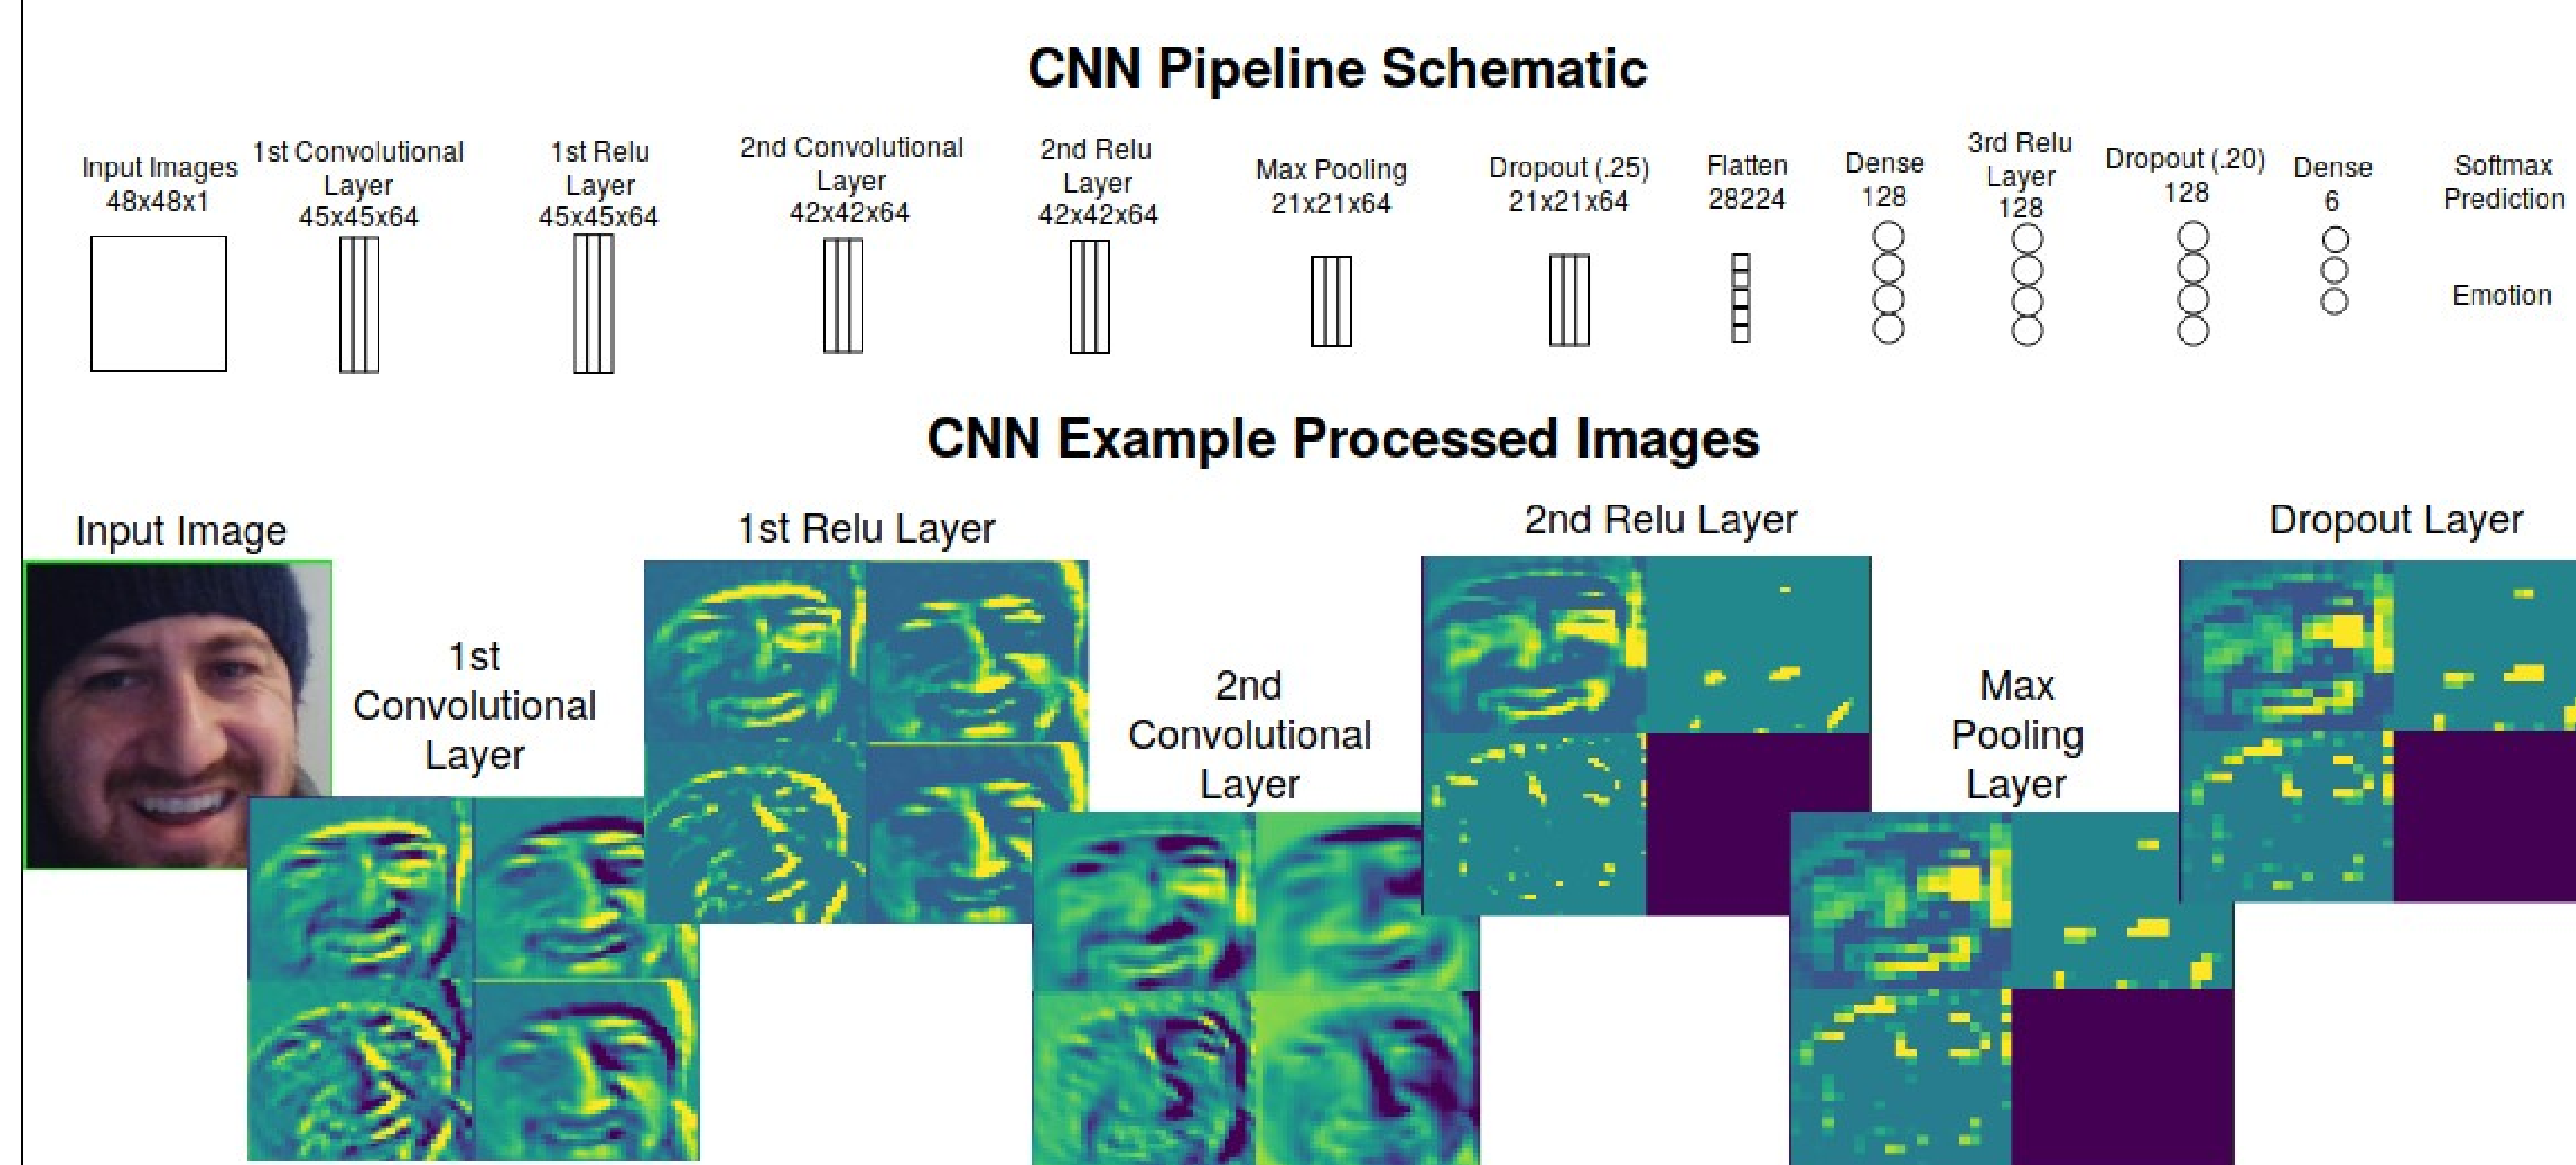 CNN Pipeline Schematic
Input Images
48x48x1
1st Convolutional
Layer
45x45x64
1st Relu
Layer
45x45x64
2nd Convolutional
Layer
42x42x64
2nd Relu
Layer
42x42x64
Max Pooling
21x21x64
Dropout (.25)
21x21x64
Flatten
28224
Dense
128
3rd Relu
Layer
128
Dropout (.20)
128
Dense
6
Softmax
Prediction
Emotion
CNN Example Processed Images
Input Image
1st
Convolutional
Layer
1st Relu Layer
2nd
Convolutional
Layer
2nd Relu Layer
Max
Pooling
Layer
Dropout Layer